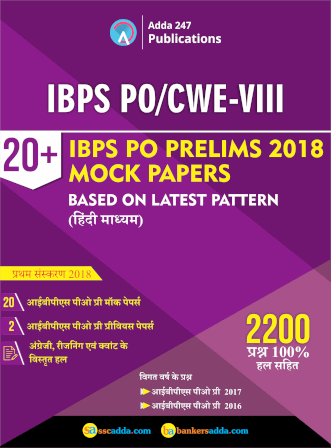 Adda 247
Publications
IBPS PO/CWE-VIII
20+
IBPS PO PRELIMS 2018
MOCK PAPERS
BASED ON LATEST PATTERN
(हिंदी माध्यम)
प्रथम संस्करण 2018
20 आईबीपीएस पीओ प्री मॉक पेपर्स
2 आईबीपीएस पीओ प्री प्रीवियस पेपर्स
अंग्रेजी, रीजनिंग एवं क्वांट के
विस्तृत हल
2200
प्रश्न 100%
हल सहित
विगत वर्ष के प्रश्न
आईबीपीएस पीओ प्री 2017
आईबीपीएस पीओ प्री 2016
sscadda.com
bankersadda.com